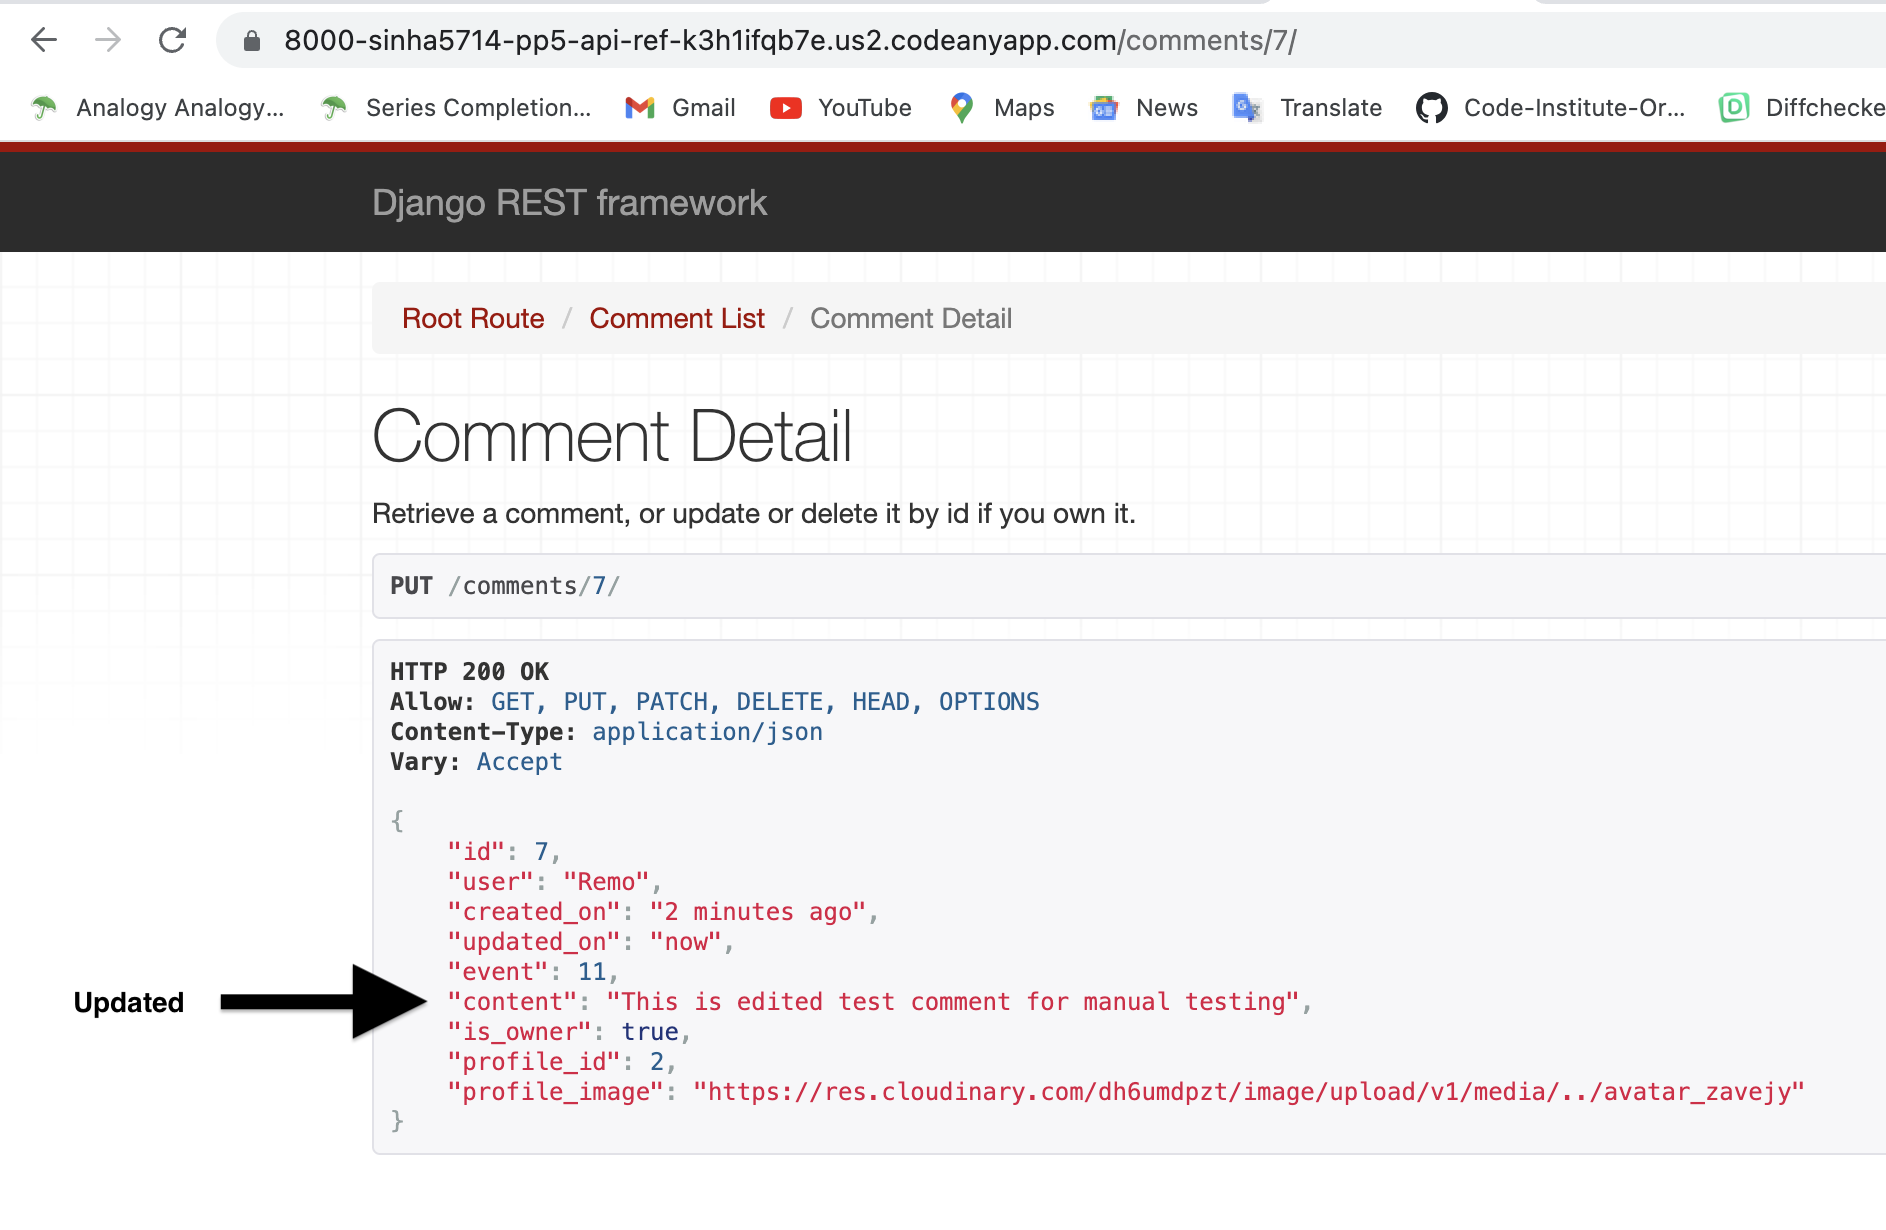 8000-sinha5714-pp5-api-ref-k3h1ifqb7e.us2.codeanyapp.com/comments/7/
Analogy Analogy... Series Completion... Gmail YouTube Maps News Translate Code-Institute-Or... Diffchecke
Django REST framework
Root Route / Comment List / Comment Detail
Comment Detail
Retrieve a comment, or update or delete it by id if you own it.
PUT /comments/7/
HTTP 200 OK
Allow: GET, PUT, PATCH, DELETE, HEAD, OPTIONS
Content-Type: application/json
Vary: Accept
{
"id": 7,
"user": "Remo",
"created_on": "2 minutes ago",
"updated_on": "now",
"event": 11,
Updated "content": "This is edited test comment for manual testing",
"is_owner": true,
"profile_id": 2,
"profile_image": "https://res.cloudinary.com/dh6umdpzt/image/upload/v1/media/../avatar_zavejy"
}